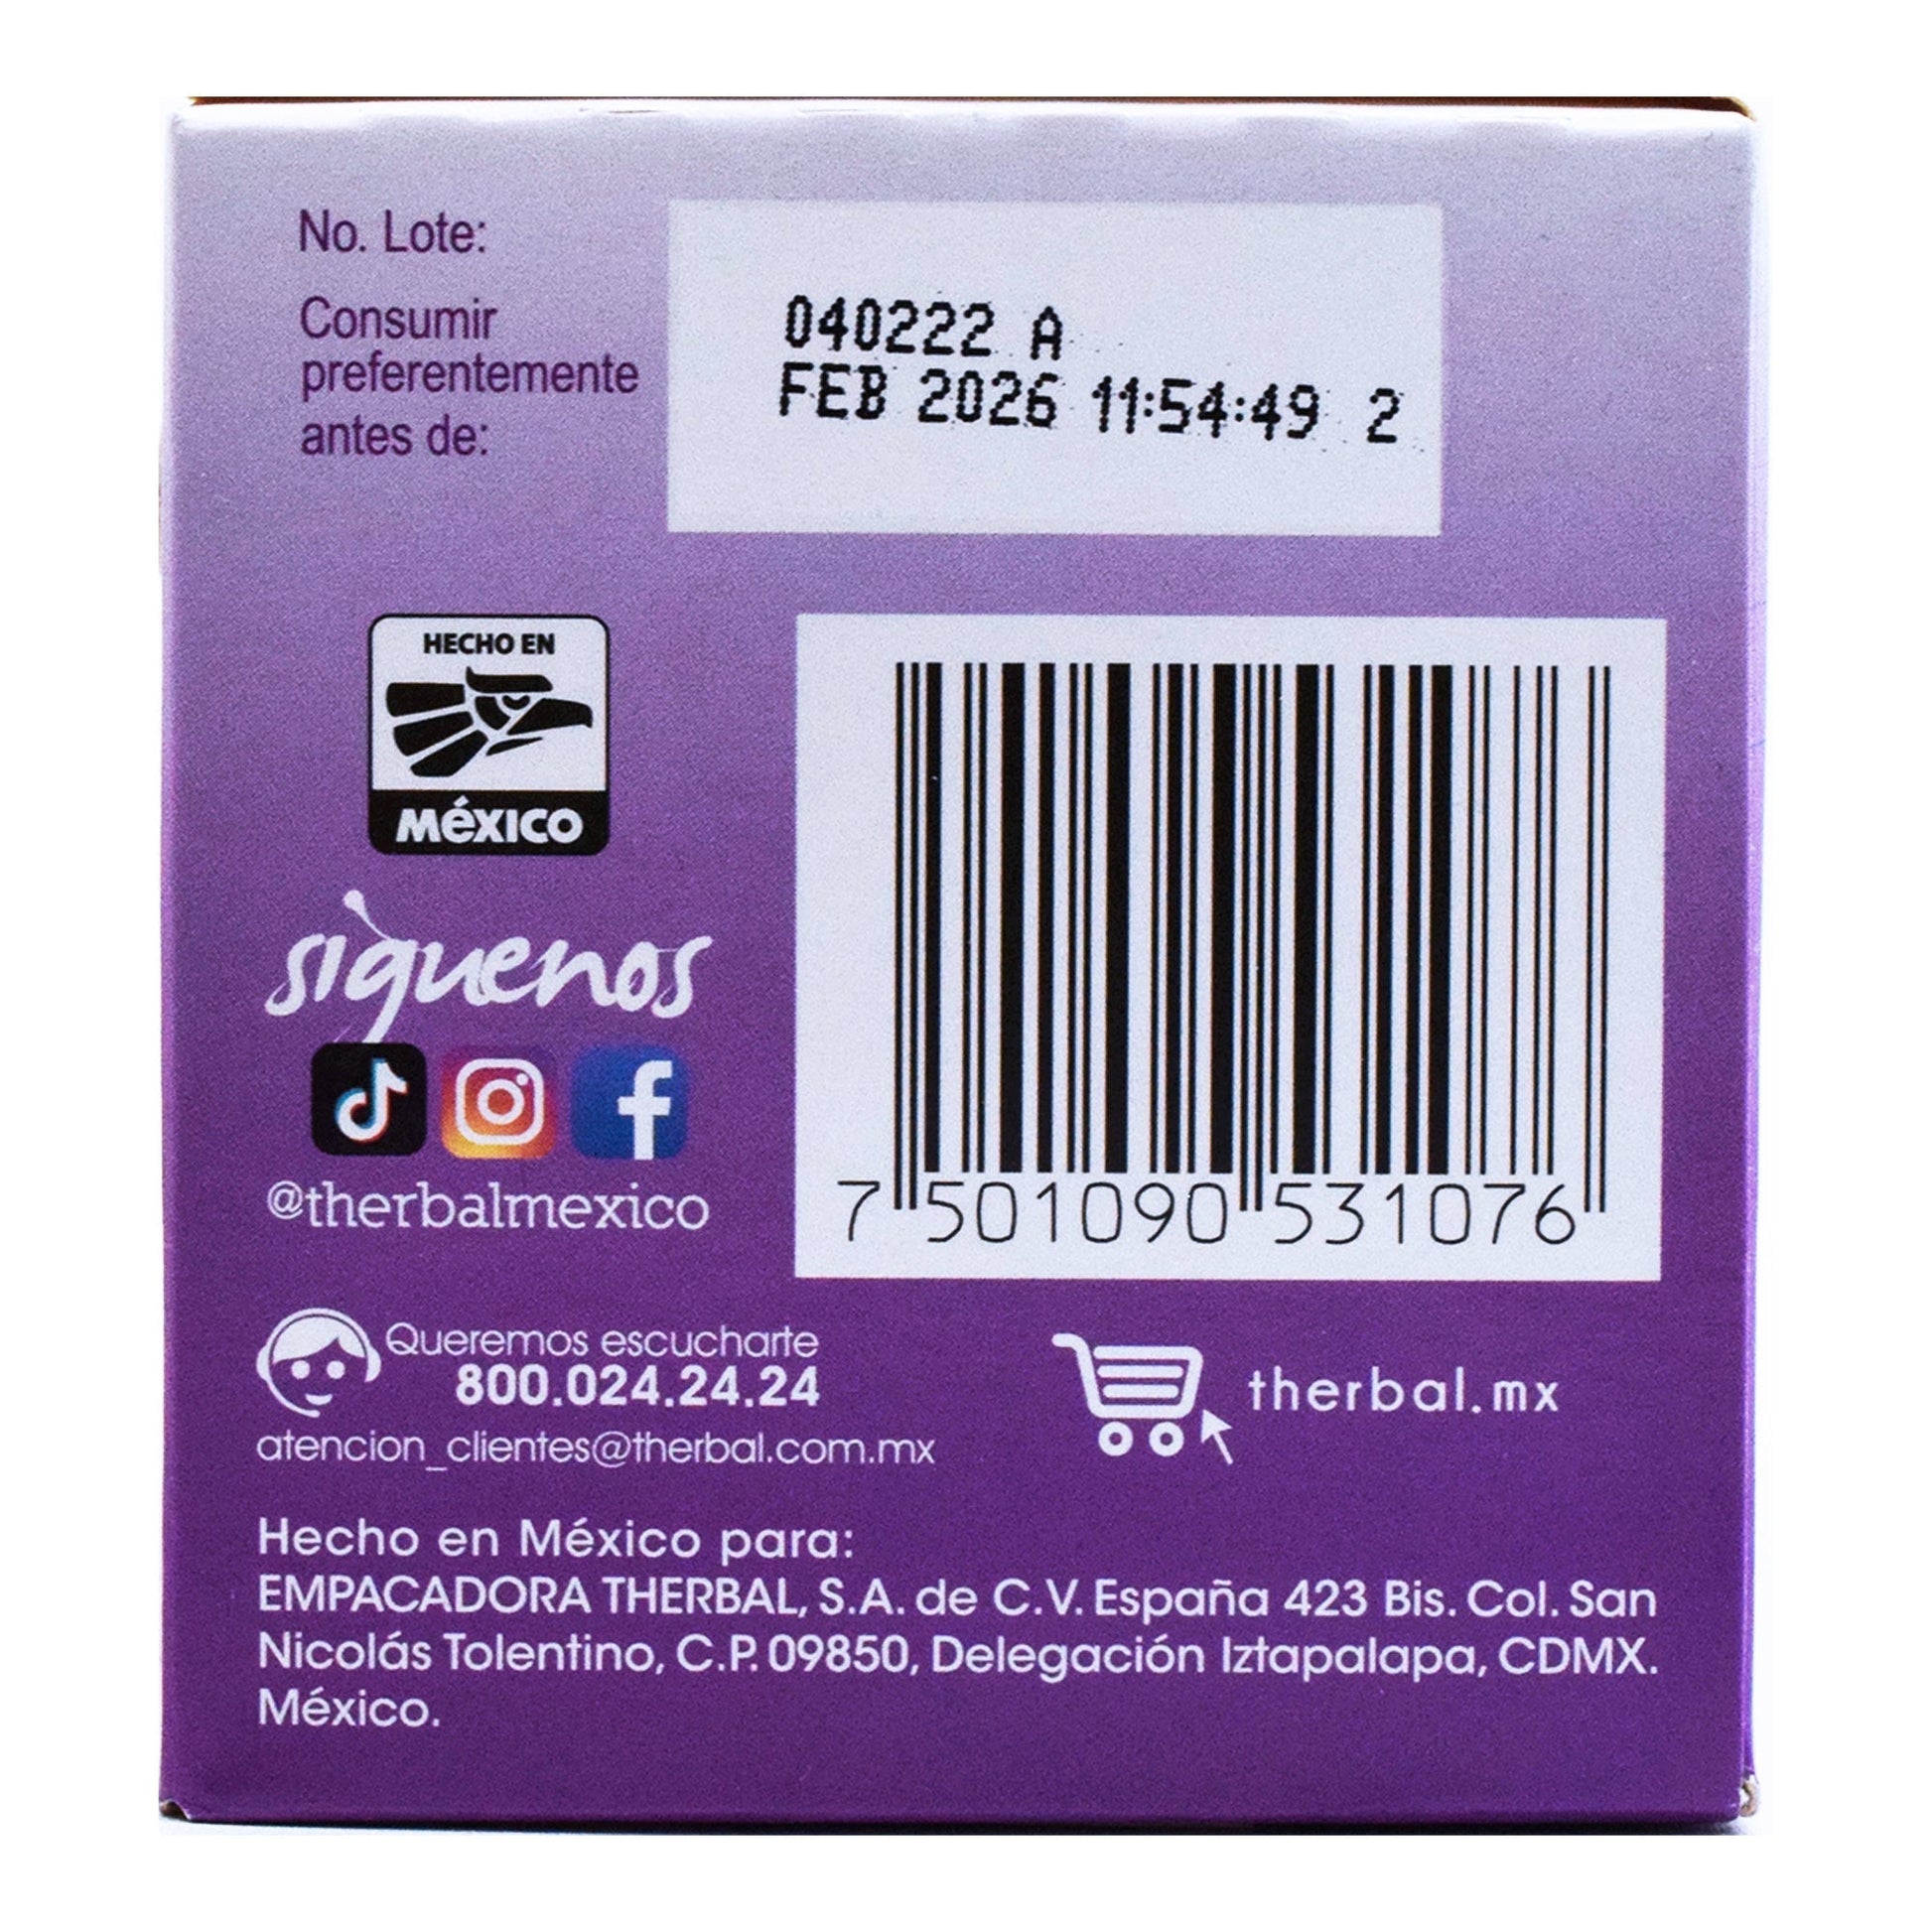 No. Lote:
Consumir
preferentemente
antes de:
040222 A
FEB 2026 11:54:49 2
HECHO EN
MéXICO
sìguenos
@therbalmexico
7 501090 531076
Queremos escucharte
800.024.24.24
atencion_clientes@therbal.com.mx
therbal.mx
Hecho en México para:
EMPACADORA THERBAL, S.A. de C.V. España 423 Bis. Col. San
Nicolás Tolentino, C.P. 09850, Delegación Iztapalapa, CDMX.
México.